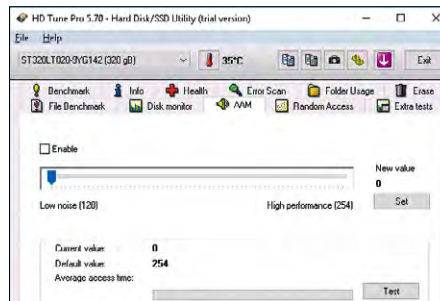 HD Tune Pro 5.70 - Hard Disk/SSD Utility (trial version)
File Help
ST320LT020-9YG142 (320 gB) 35°C Exit
Benchmark Info Health Error Scan Folder Usage Erase
File Benchmark Disk monitor AAM Random Access Extra tests
Enable
New value
0
Low noise (128) High performance (254) Set
Current value: 0
Default value: 254
Average access time:
Test